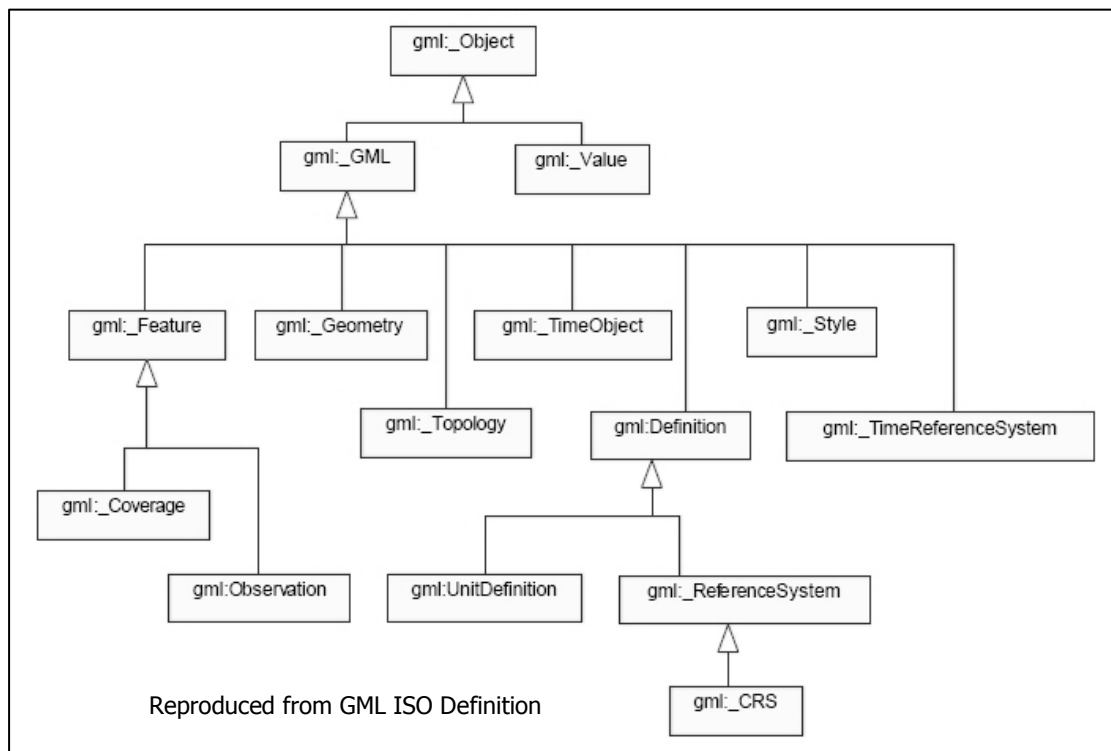 gml:_Object
gml:_GML
gml:_Value
gml:_Feature
gml:_Geometry
gml:_TimeObject
gml:_Style
gml:_Topology
gml:Definition
gml:_TimeReferenceSystem
gml:_Coverage
gml:Observation
gml:UnitDefinition
gml:_ReferenceSystem
gml:_CRS
Reproduced from GML ISO Definition